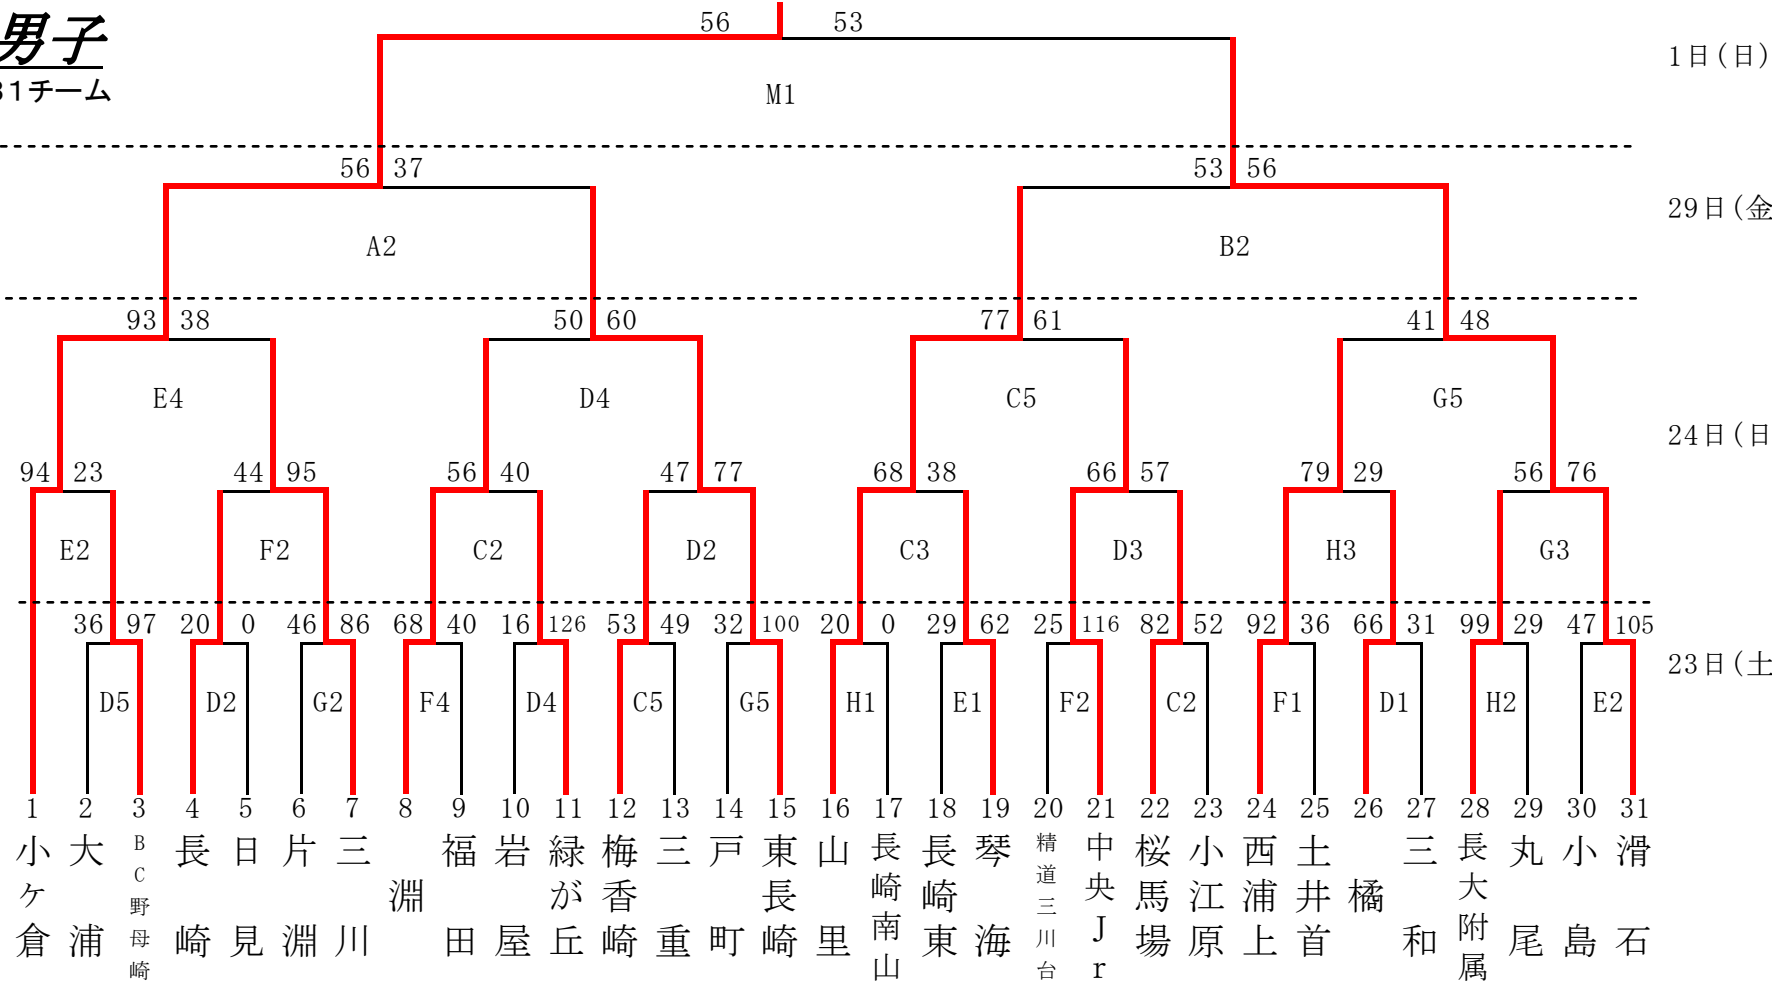 男子
31チーム
56 53
1日(日)
M1
56 37 53 56
29日(金
A2 B2
93 38 50 60 77 61 41 48
E4 D4 C5 G5
24日(日
94 23 44 95 56 40 47 77 68 38 66 57 79 29 56 76
E2 F2 C2 D2 C3 D3 H3 G3
36 97 20 0 46 86 68 40 16 126 53 49 32 100 20 0 29 62 25 116 82 52 92 36 66 31 99 29 47 105
23日(土
D5 D2 G2 F4 D4 C5 G5 H1 E1 F2 C2 F1 D1 H2 E2
1 2 3 4 5 6 7 8 9 10 11 12 13 14 15 16 17 18 19 20 21 22 23 24 25 26 27 28 29 30 31
小ケ倉
大浦
BC野母崎
長崎
日見
片淵
三川
淵
福田
岩屋
緑が丘
梅香崎
三重
戸町
東長崎
山里
長崎南山
長崎東
琴海
精道三川台
中央Jr
桜馬場
小江原
西浦上
土井首
橘
三和
長大附属
丸尾
小島
滑石